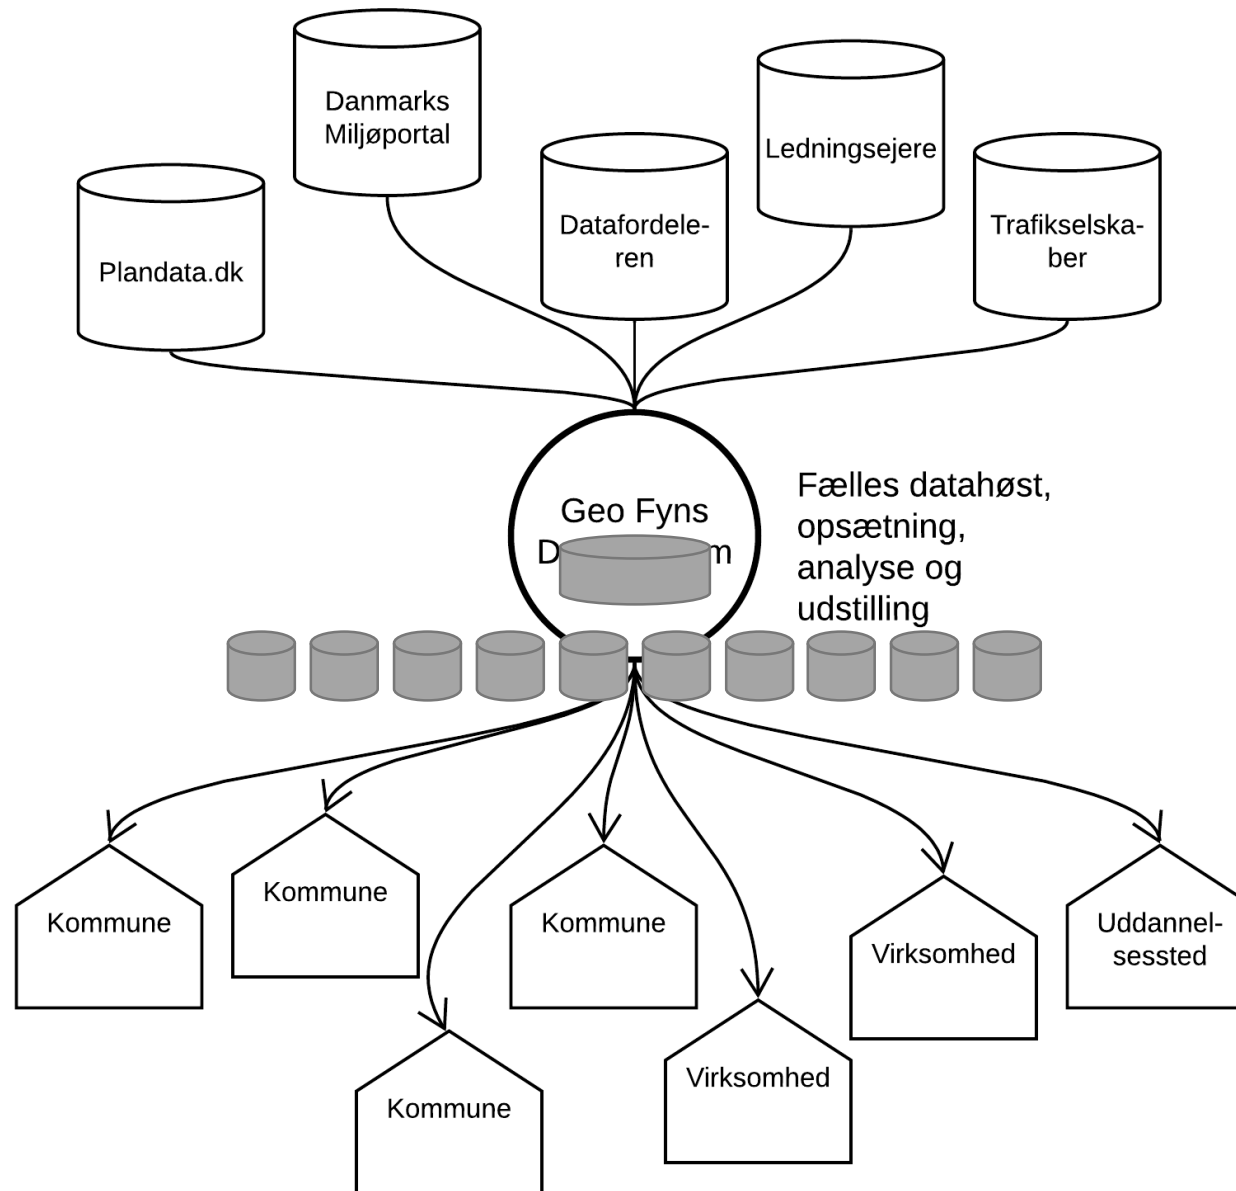 Danmarks
Miljøportal
Ledningsejere
Datafordele-
ren
Trafikselska-
ber
Plandata.dk
Geo Fyns
Fælles datahøst,
opsætning,
analyse og
udstilling
Kommune
Kommune
Kommune
Uddannel-
sessted
Virksomhed
Virksomhed
Kommune